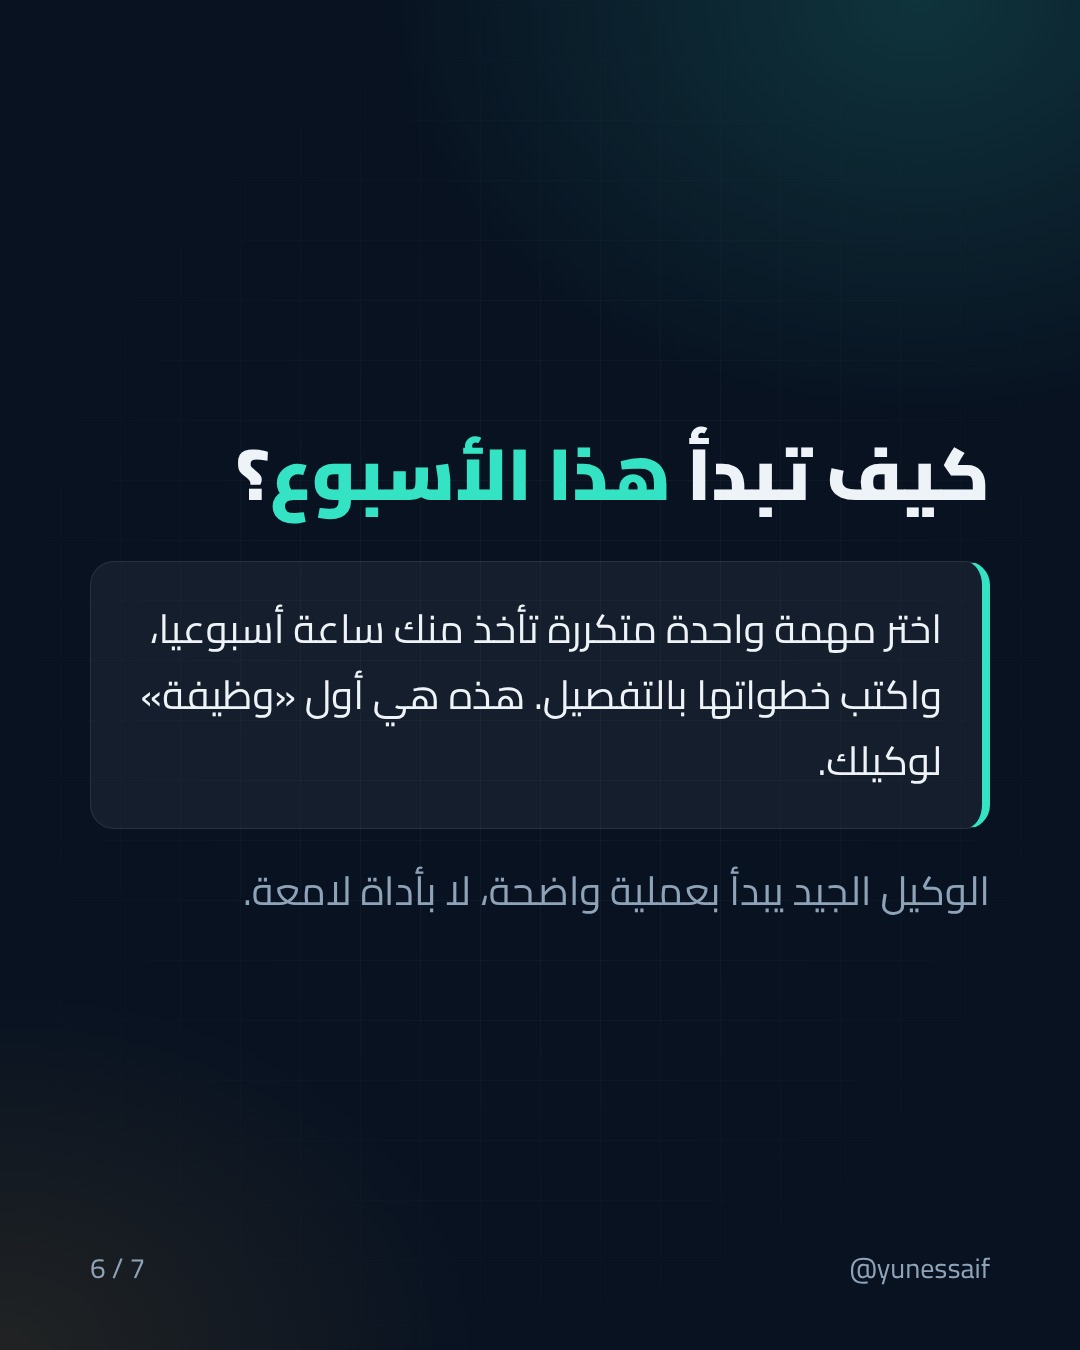 كيف تبدأ هذا الأسبوع؟
اختر مهمة واحدة متكررة تأخذ منك ساعة أسبوعيا،
واكتب خطواتها بالتفصيل. هذه هي أول «وظيفة»
لوكيلك.
الوكيل الجيد يبدأ بعملية واضحة، لا بأداة لامعة.
@yunessaif
6 / 7